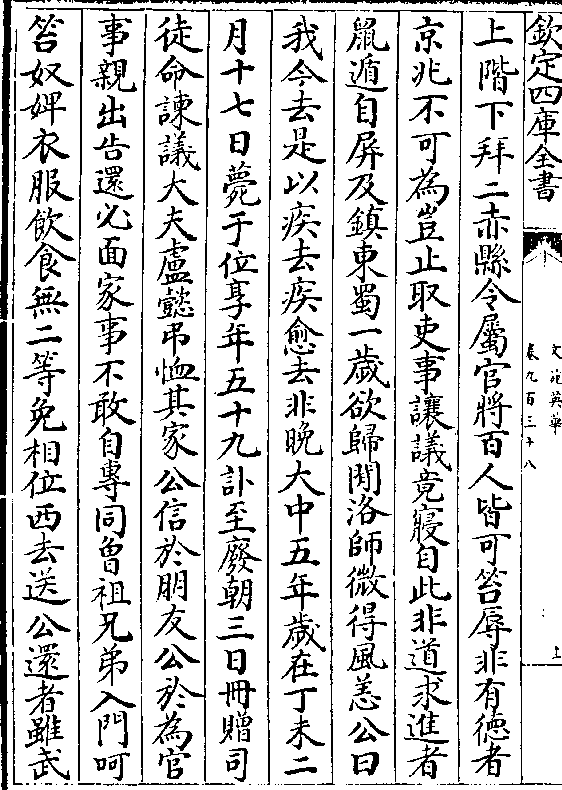 欽定四庫全書
文苑英華
卷九百三十八
上
上階下拜二赤縣令屬官將百人皆可笞辱非有德者
京兆不可為豈止取吏事讓議竟寢自此非道求進者
鼠遁自屏及鎮東蜀一歲欲歸閒洛師微得風恙公曰
我今去是以疾去疾愈去非晚大中五年歲在丁未二
月十七日薨于位享年五十九訃至廢朝三日冊贈司
徒命諫議大夫盧懿弔恤其家公信於朋友公於為官
事親出告還必面家事不敢自專同曾祖兄弟入門呵
笞奴婢衣服飲食無二等免相位西去送公還者雖武